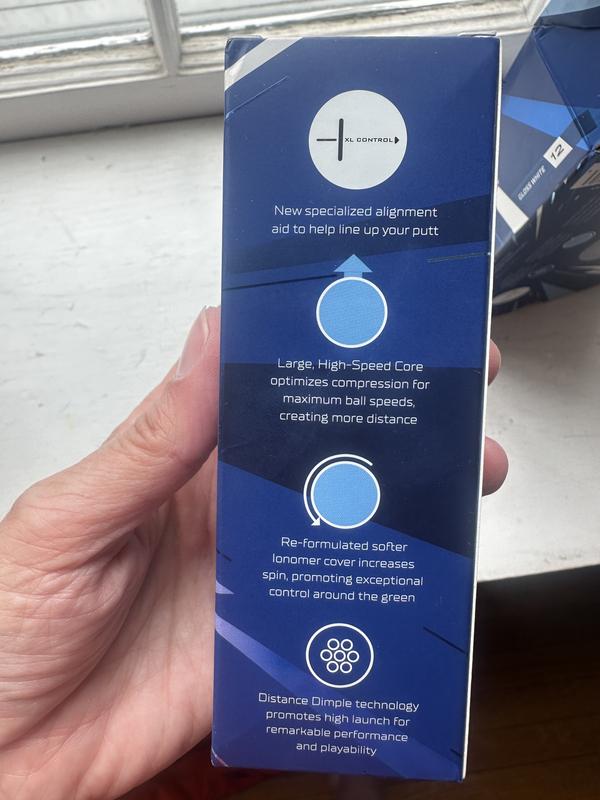 XL CONTROL
New specialized alignment
aid to help line up your putt
Large, High-Speed Core
optimizes compression for
maximum ball speeds,
creating more distance
Re-formulated softer
Ionomer cover increases
spin, promoting exceptional
control around the green
Distance Dimple technology
promotes high launch for
remarkable performance
and playability
GLOSS WHITE
12